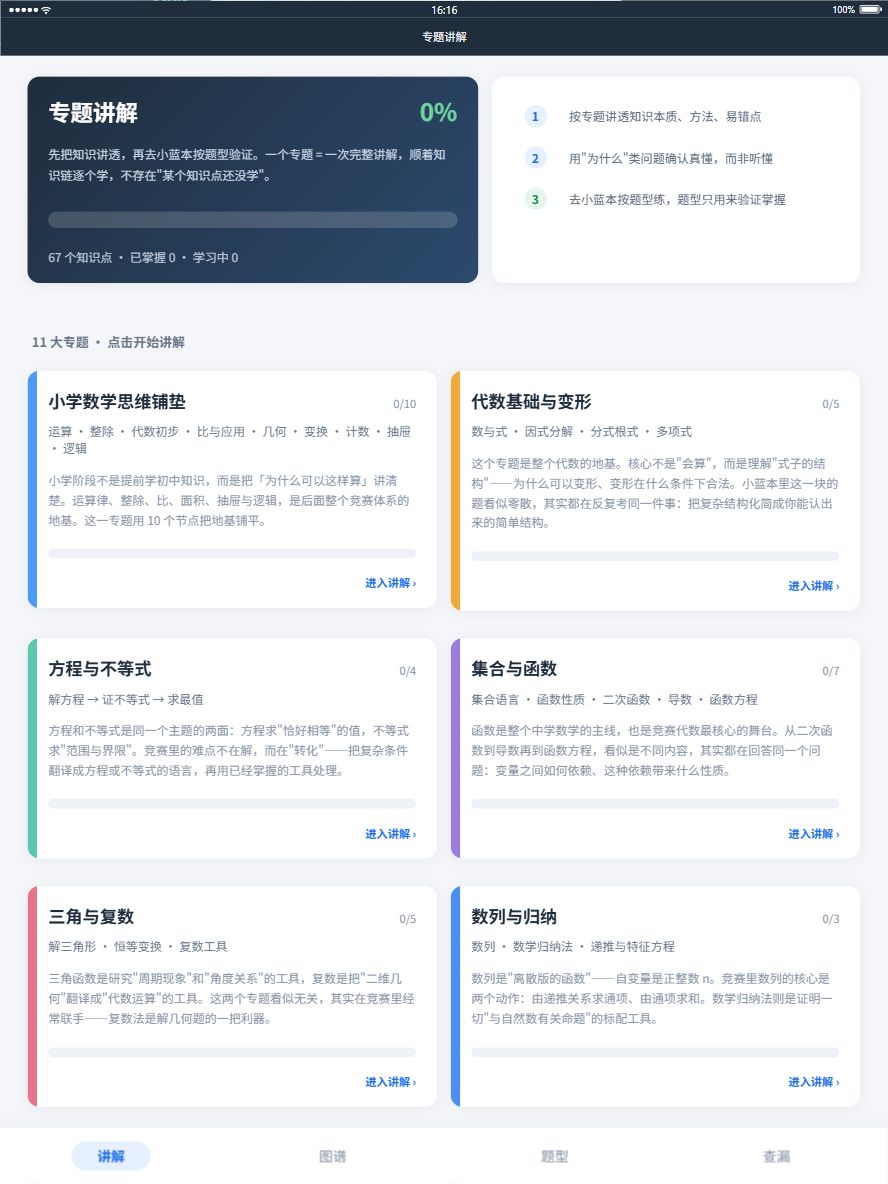 16:16
100%
专题讲解
专题讲解
0%
先把知识讲透，再去小蓝本按题型验证。一个专题 = 一次完整讲解，顺着知
识链逐个学，不存在"某个知识点还没学"。
67 个知识点 · 已掌握 0 · 学习中 0
1 按专题讲透知识本质、方法、易错点
2 用"为什么"类问题确认真懂，而非听懂
3 去小蓝本按题型练，题型只用来验证掌握
11 大专题 · 点击开始讲解
小学数学思维铺垫
0/10
运算 · 整除 · 代数初步 · 比与应用 · 几何 · 变换 · 计数 · 抽屉
· 逻辑
小学阶段不是提前学初中知识，而是把「为什么可以这样算」讲清
楚。运算律、整除、比、面积、抽屉与逻辑，是后面整个竞赛体系的
地基。这一专题用 10 个节点把地基铺平。
进入讲解 ›
代数基础与变形
0/5
数与式 · 因式分解 · 分式根式 · 多项式
这个专题是整个代数的地基。核心不是"会算"，而是理解"式子的结
构"——为什么可以变形、变形在什么条件下合法。小蓝本里这一块的
题看似零散，其实都在反复考同一件事：把复杂结构化简成你能认出
来的简单结构。
进入讲解 ›
方程与不等式
0/4
解方程 → 证不等式 → 求最值
方程和不等式是同一个主题的两面：方程求"恰好相等"的值，不等式
求"范围与界限"。竞赛里的难点不在解，而在"转化"——把复杂条件
翻译成方程或不等式的语言，再用已经掌握的工具处理。
进入讲解 ›
集合与函数
0/7
集合语言 · 函数性质 · 二次函数 · 导数 · 函数方程
函数是整个中学数学的主线，也是竞赛代数最核心的舞台。从二次函
数到导数再到函数方程，看似是不同内容，其实都在回答同一个问
题：变量之间如何依赖、这种依赖带来什么性质。
进入讲解 ›
三角与复数
0/5
解三角形 · 恒等变换 · 复数工具
三角函数是研究"周期现象"和"角度关系"的工具，复数是把"二维几
何"翻译成"代数运算"的工具。这两个专题看似无关，其实在竞赛里经
常联手——复数法是解几何题的一把利器。
进入讲解 ›
数列与归纳
0/3
数列 · 数学归纳法 · 递推与特征方程
数列是"离散版的函数"——自变量是正整数 n。竞赛里数列的核心是
两个动作：由递推关系求通项、由通项求和。数学归纳法则是证明一
切"与自然数有关命题"的标配工具。
进入讲解 ›
讲解
图谱
题型
查漏